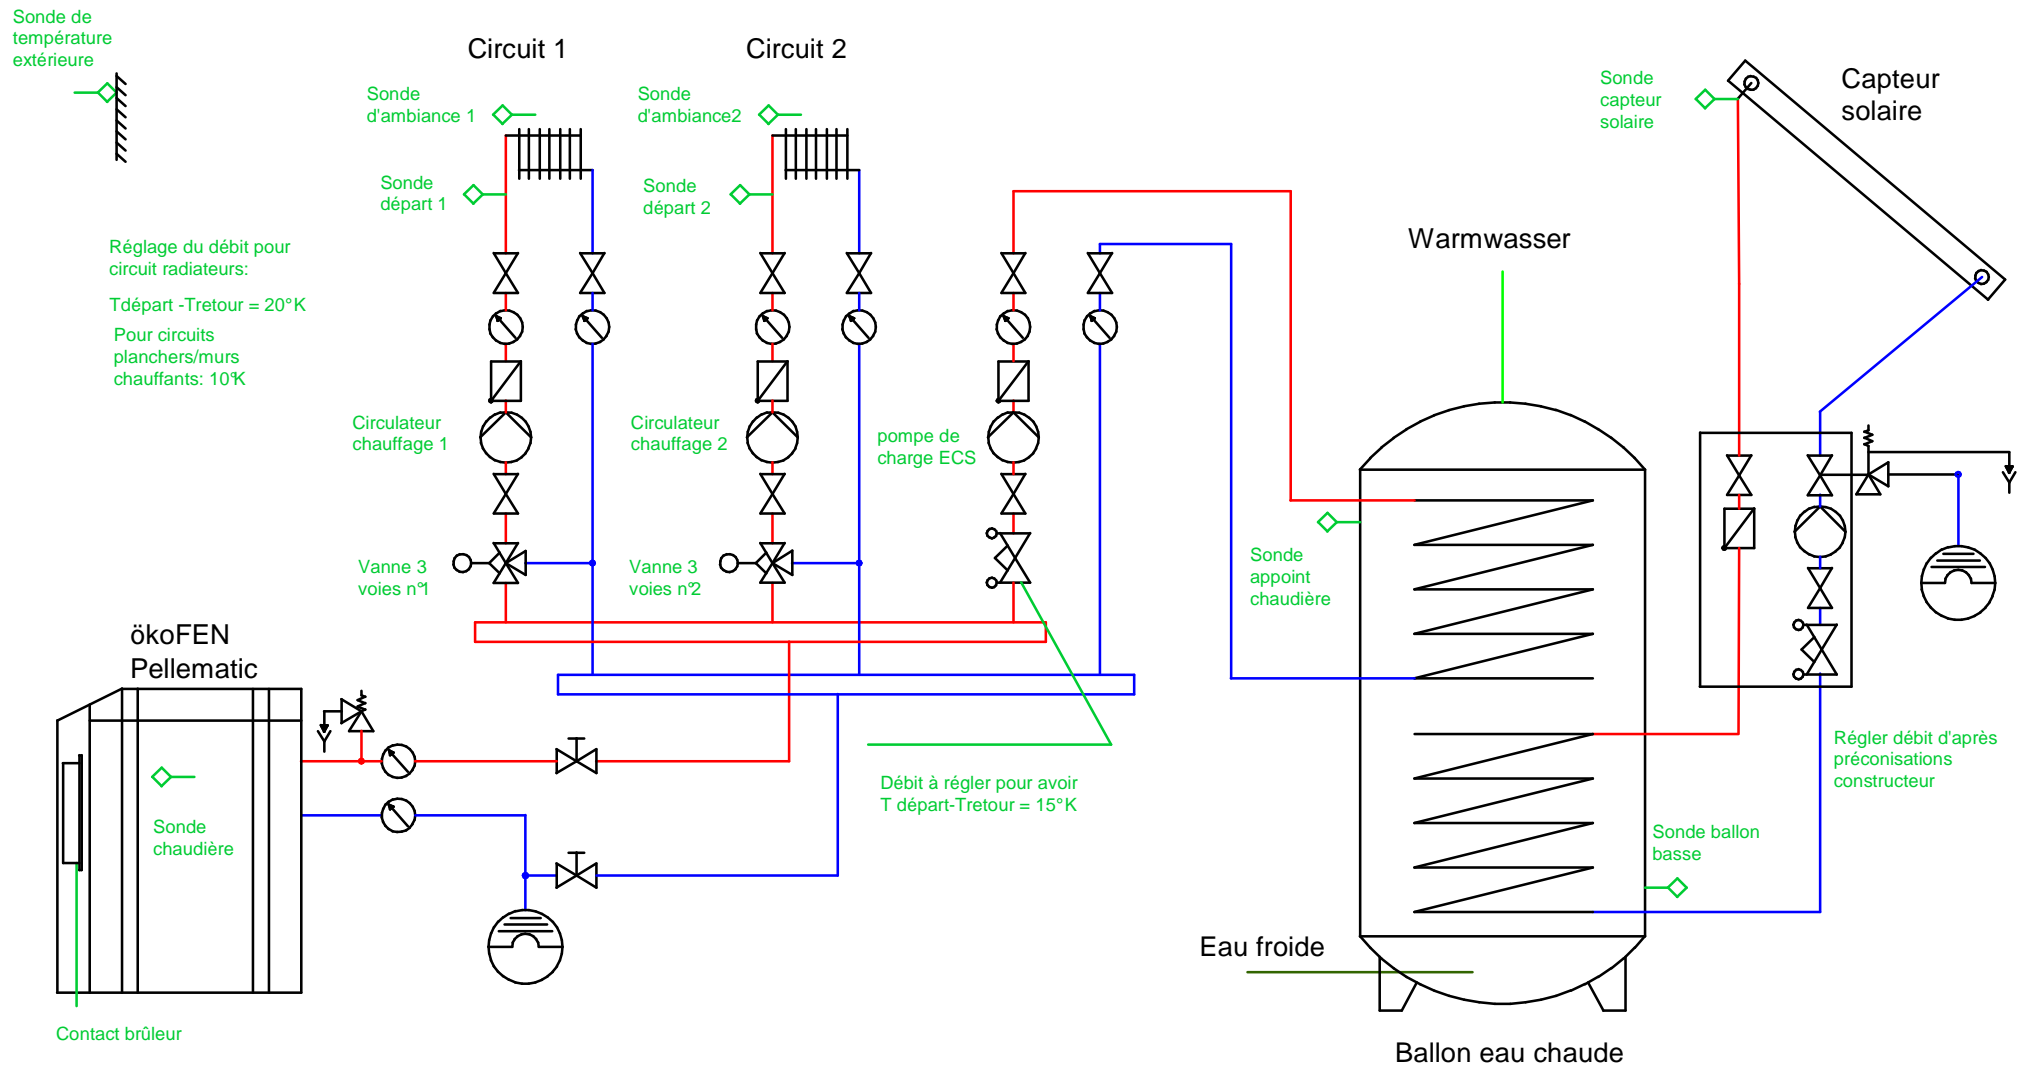 Sonde de
température
extérieure
Circuit 1
Circuit 2
Sonde
d'ambiance 1
Sonde
d'ambiance2
Sonde
capteur
solaire
Capteur
solaire
Sonde
départ 1
Sonde
départ 2
Réglage du débit pour
circuit radiateurs:
Tdépart -Tretour = 20°K
Pour circuits
planchers/murs
chauffants: 10°K
Warmwasser
Circulateur
chauffage 1
Circulateur
chauffage 2
pompe de
charge ECS
Vanne 3
voies n°1
Vanne 3
voies n°2
Sonde
appoint
chaudière
ökoFEN
Pellematic
Sonde
chaudière
Débit à régler pour avoir
T départ-Tretour = 15°K
Régler débit d'après
préconisations
constructeur
Sonde ballon
basse
Eau froide
Contact brûleur
Ballon eau chaude